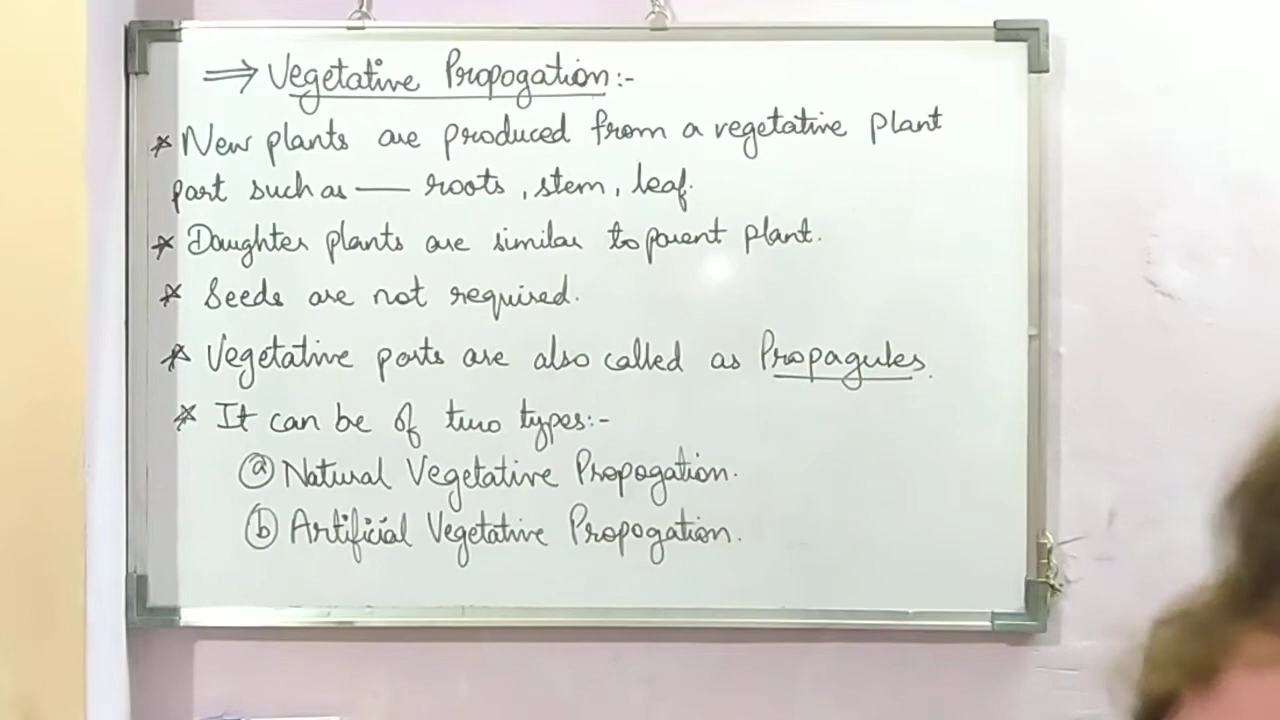 ⇒ Vegetative Propogation:-
* New plants are produced from a vegetative plant
part such as — roots, stem, leaf.
* Daughter plants are similar to parent plant.
* Seeds are not required.
* Vegetative parts are also called as Propagules.
* It can be of two types:-
ⓐ Natural Vegetative Propogation.
ⓑ Artificial Vegetative Propogation.